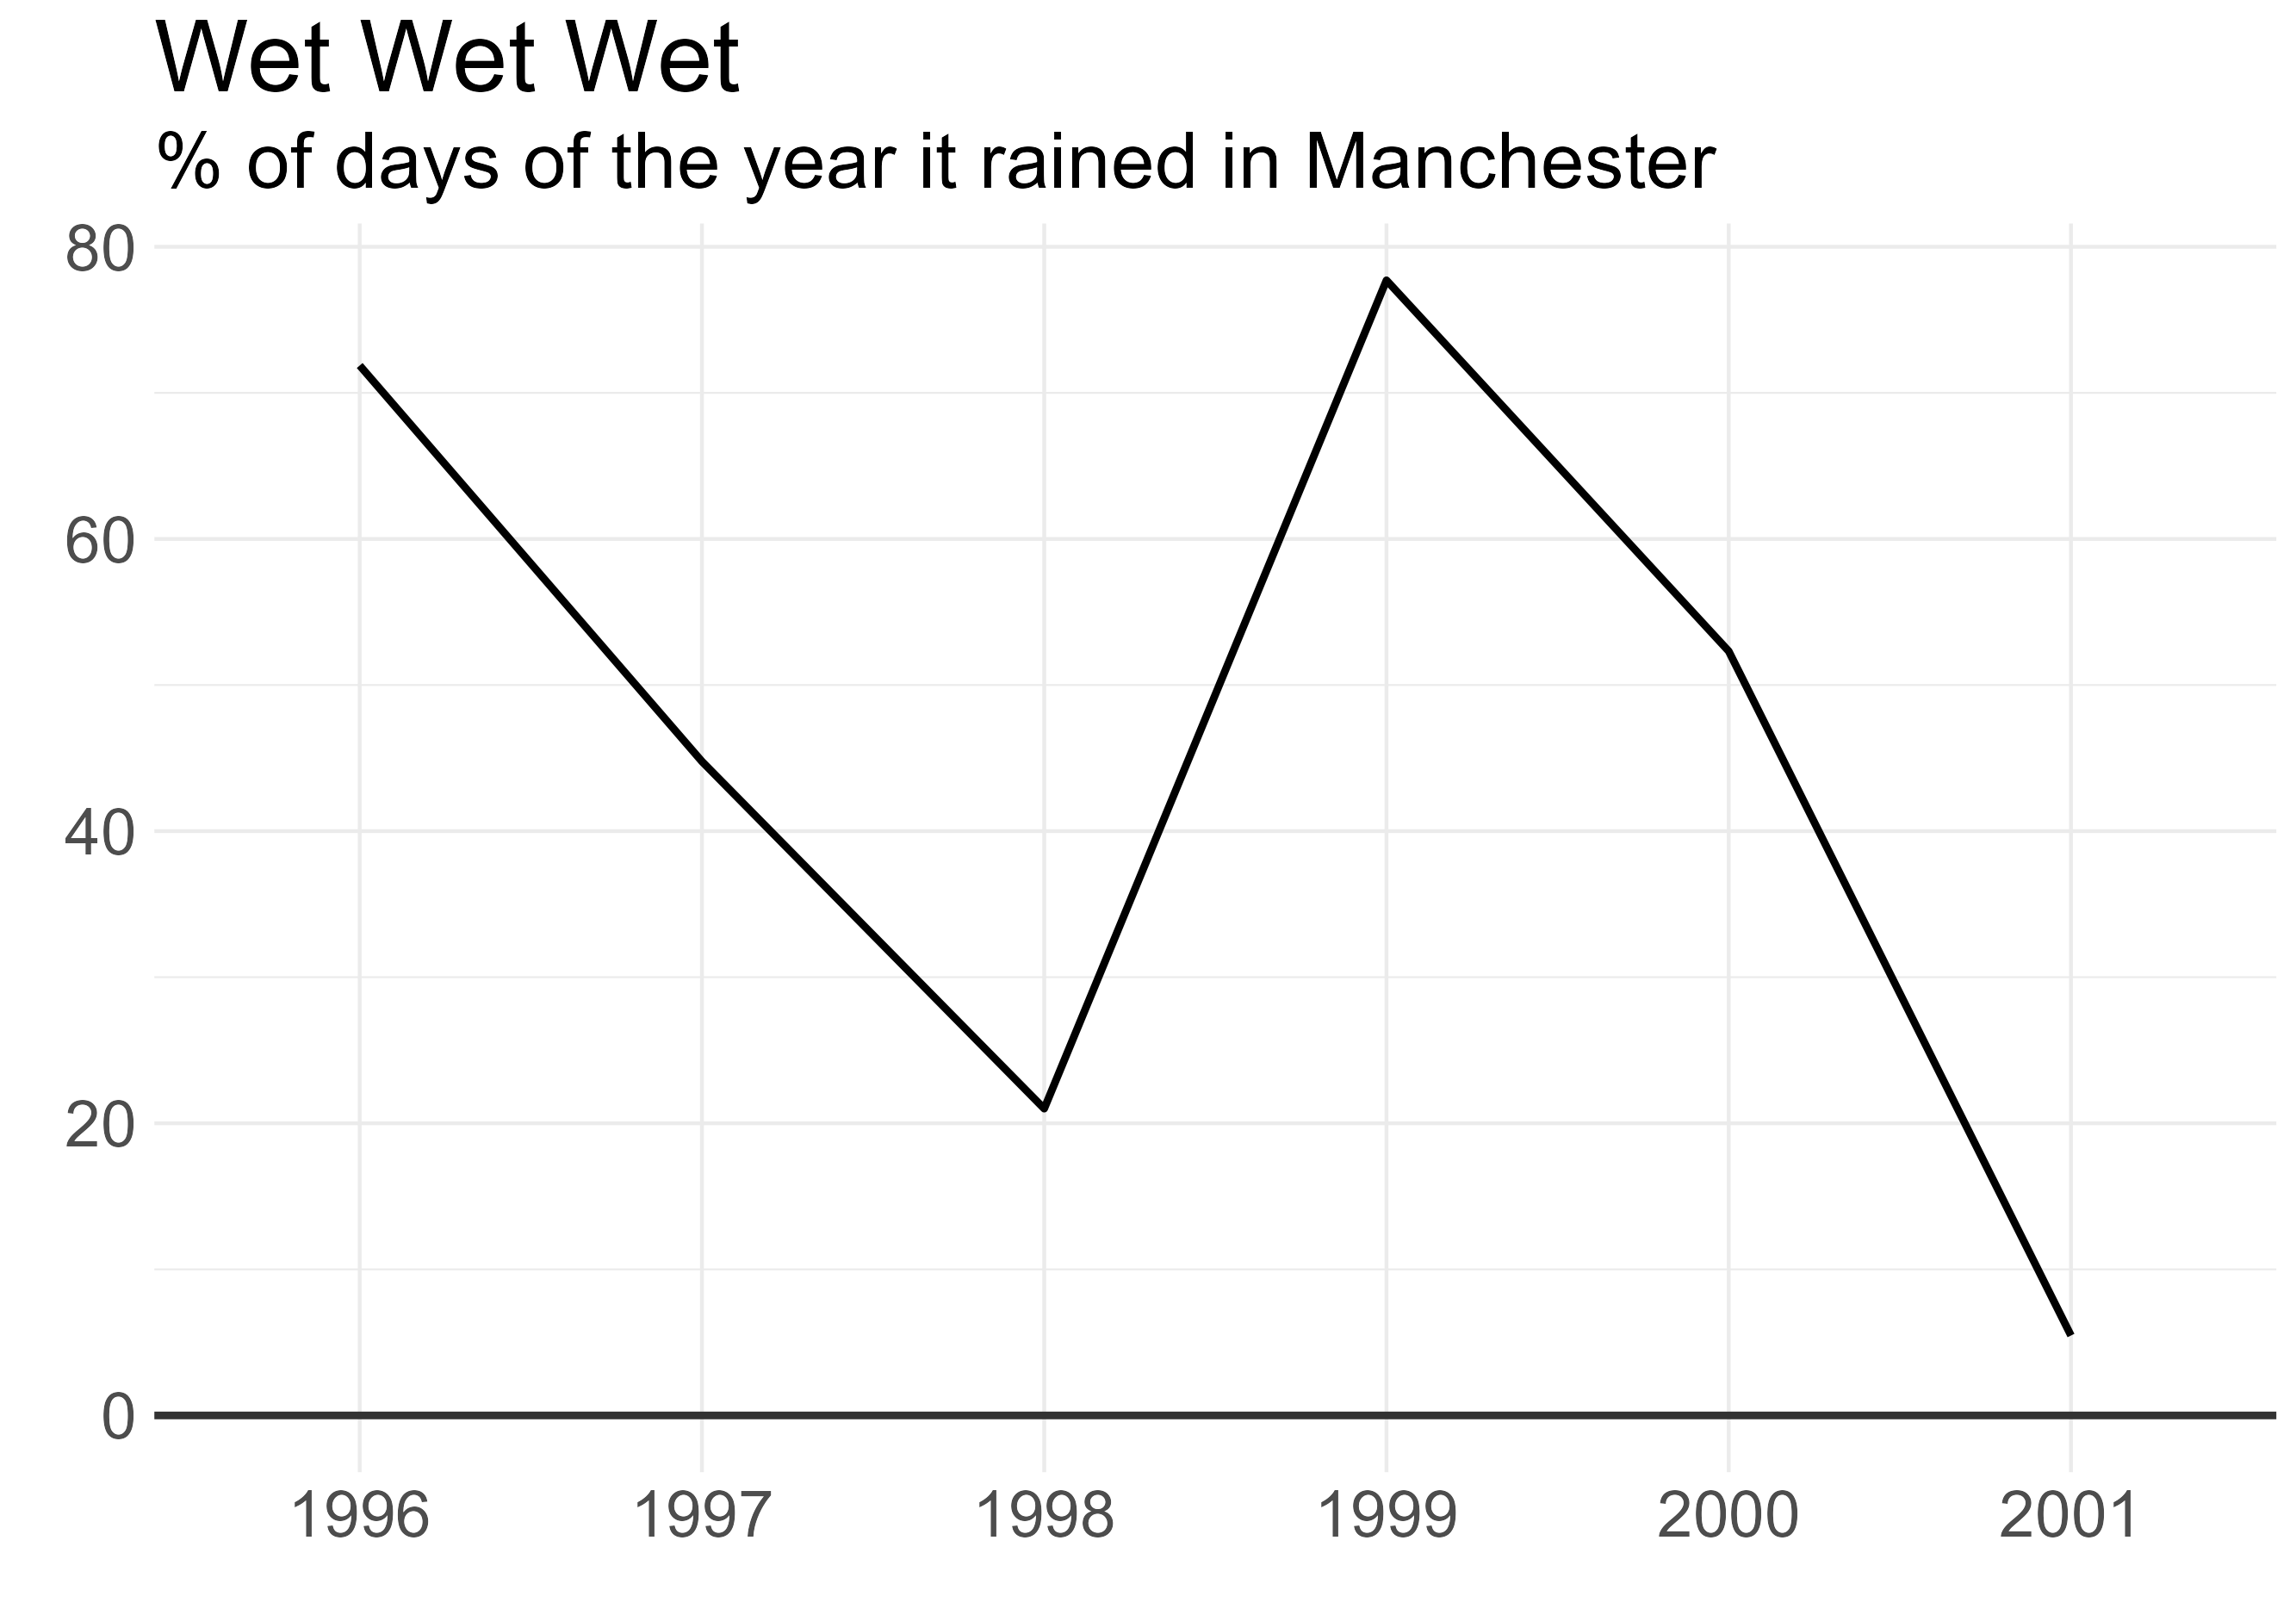 Wet Wet Wet
% of days of the year it rained in Manchester
80
60
40
20
0
1996 1997 1998 1999 2000 2001